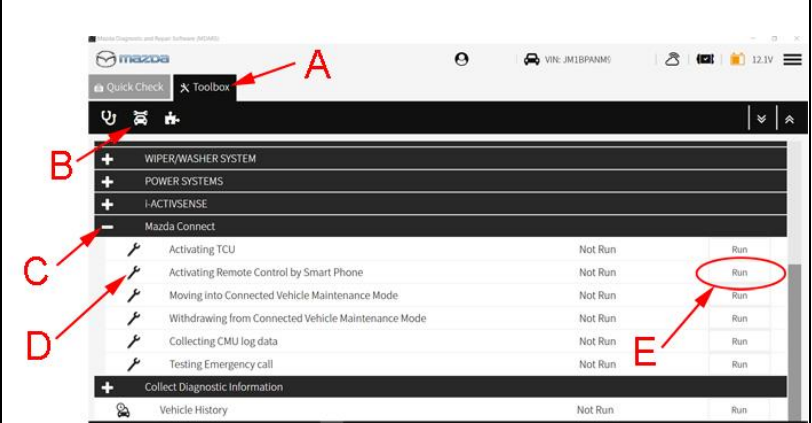 Mazda Diagnostic and Repair Software (MDARS)
mazda VIN: JM1BPANM 12.1V
Quick Check Toolbox
A
B
WIPER/WASHER SYSTEM
POWER SYSTEMS
i-ACTIVSENSE
Mazda Connect
C
Activating TCU Not Run Run
Activating Remote Control by Smart Phone Not Run Run
Moving into Connected Vehicle Maintenance Mode Not Run Run
D
Withdrawing from Connected Vehicle Maintenance Mode Not Run Run
E
Collecting CMU log data Not Run Run
Testing Emergency call Not Run Run
Collect Diagnostic Information
Vehicle History Not Run Run